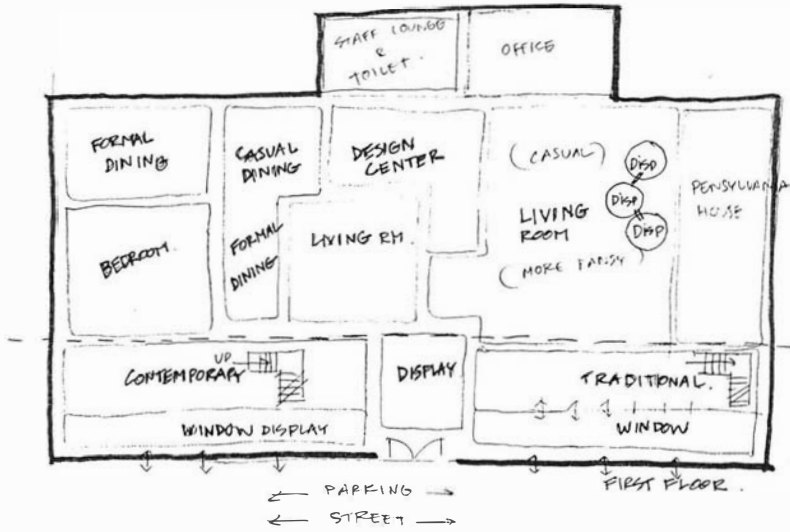 STAFF LOUNGE
&
TOILET.
OFFICE
FORMAL
DINING
CASUAL
DINING
DESIGN
CENTER
(CASUAL)
DISP
DISP
DISP
PENSYLVANIA
HOUSE
BEDROOM.
FORMAL
DINING
LIVING RM.
LIVING
ROOM
(MORE FANSY)
UP
CONTEMPORARY
DISPLAY
TRADITIONAL.
WINDOW DISPLAY
WINDOW
FIRST FLOOR.
PARKING
STREET